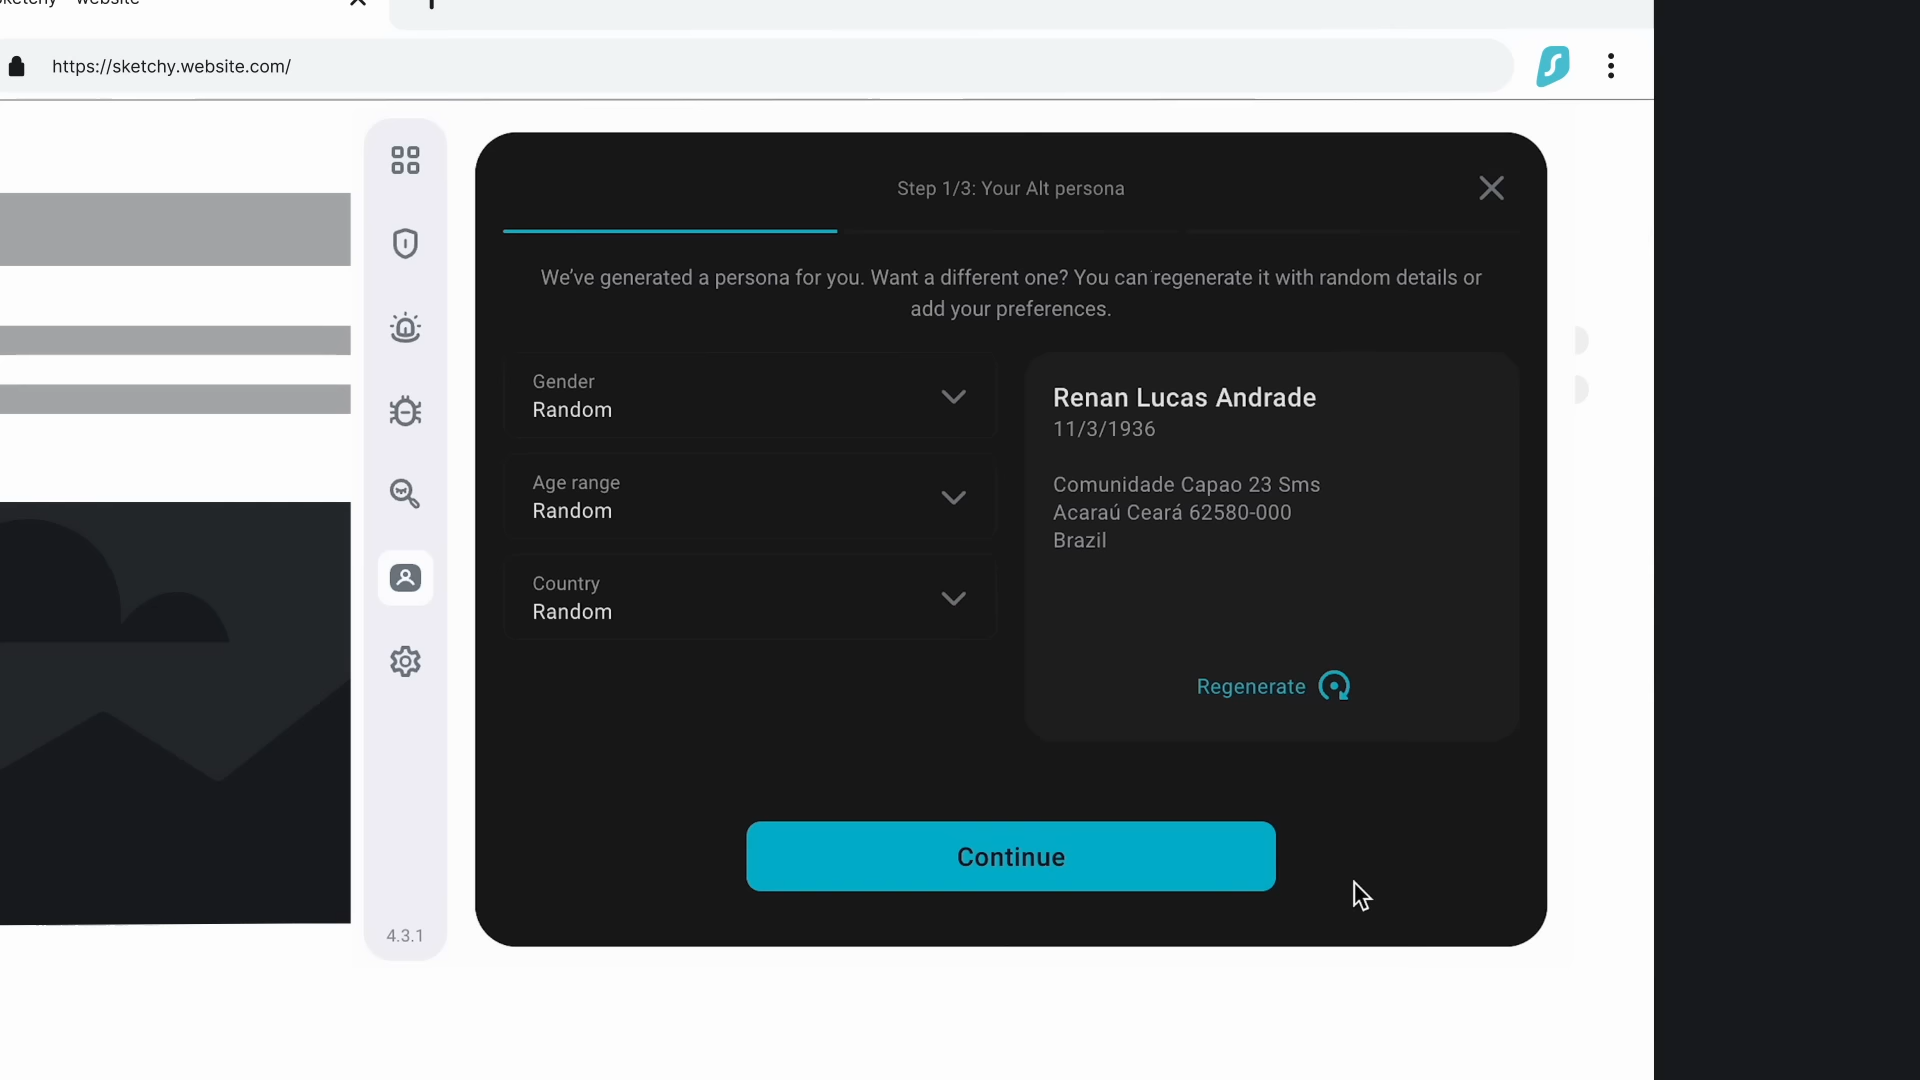 website
https://sketchy.website.com/
Step 1/3: Your Alt persona
We've generated a persona for you. Want a different one? You can regenerate it with random details or
add your preferences.
Gender
Random
Age range
Random
Country
Random
Renan Lucas Andrade
11/3/1936
Comunidade Capao 23 Sms
Acaraú Ceará 62580-000
Brazil
Regenerate
Continue
4.3.1